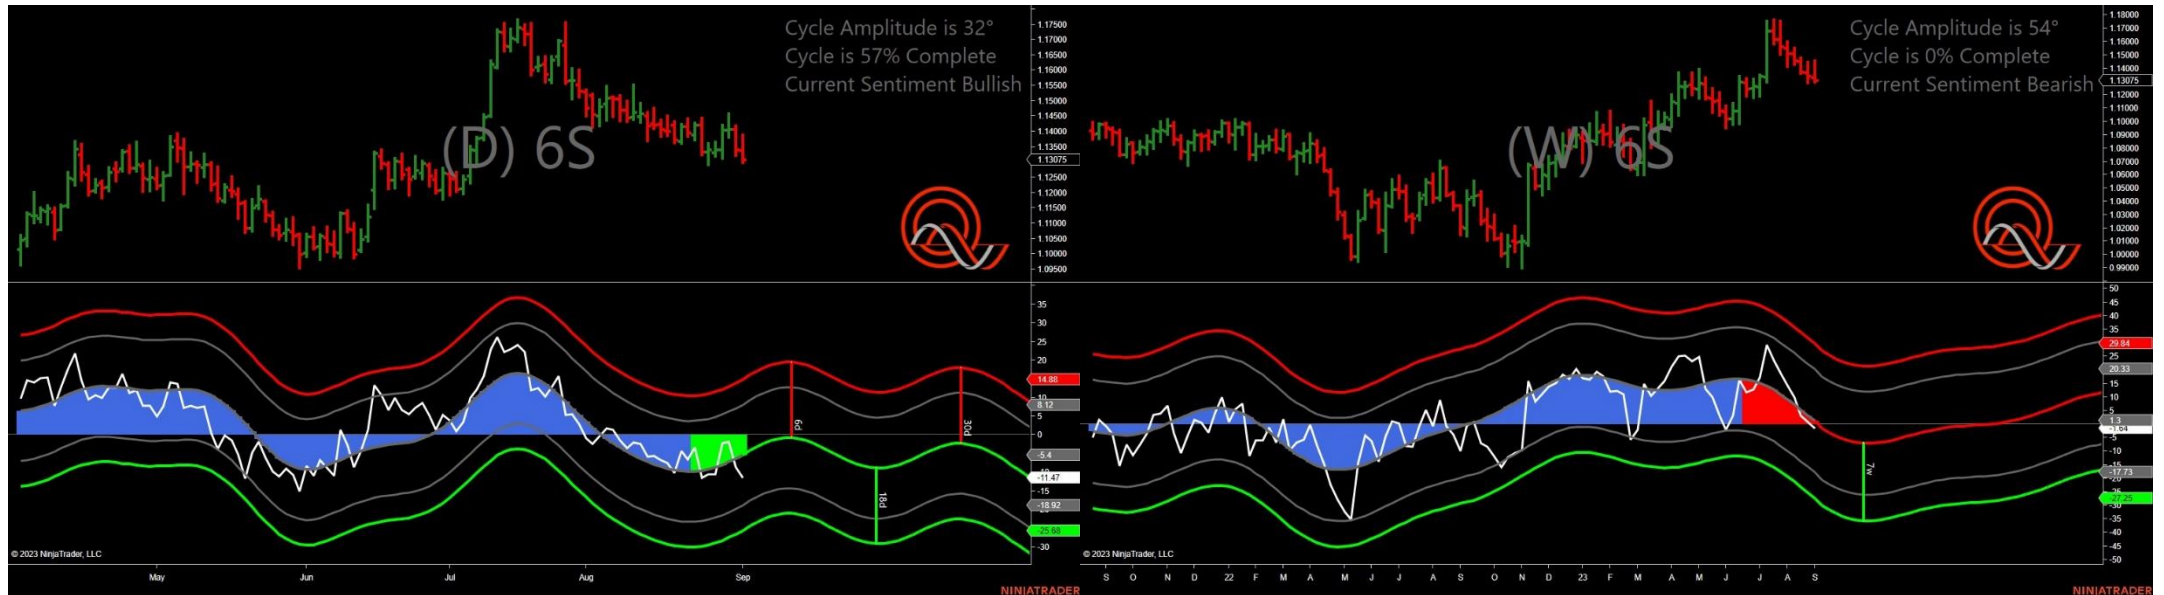 Cycle Amplitude is 32°
Cycle is 57% Complete
Current Sentiment Bullish
(D) 6S
1.17500
1.17000
1.16500
1.16000
1.15500
1.15000
1.14500
1.14000
1.13500
1.13075
1.12500
1.12000
1.11500
1.11000
1.10500
1.10000
1.09500
35
30
25
20
14.88
8.12
5
0
-5.4
-11.47
-15
-18.92
-25.68
-30
6d
18d
30d
© 2023 NinjaTrader, LLC
May
Jun
Jul
Aug
Sep
NINJATRADER
Cycle Amplitude is 54°
Cycle is 0% Complete
Current Sentiment Bearish
(W) 6S
1.18000
1.16000
1.15000
1.14000
1.13075
1.12000
1.11000
1.10000
1.09000
1.08000
1.07000
1.06000
1.05000
1.04000
1.03000
1.02000
1.01000
1.00000
0.99000
50
45
40
35
29.84
25
20.33
15
10
5
1.3
-1.64
-5
-10
-17.73
-27.25
-35
-40
-45
-50
7w
© 2023 NinjaTrader, LLC
S
O
N
D
22
F
M
A
M
J
J
A
S
O
N
D
23
F
M
A
M
J
J
A
S
NINJATRADER